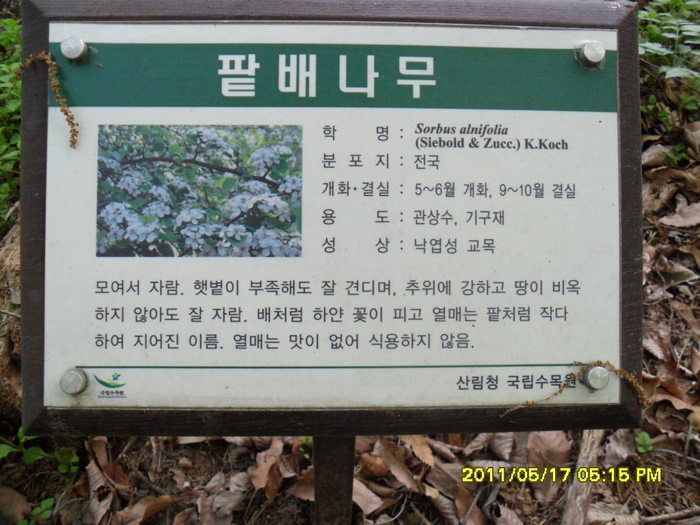 팥배나무
학 명 : Sorbus alnifolia
(Siebold & Zucc.) K.Koch
분 포 지 : 전국
개화·결실 : 5~6월 개화, 9~10월 결실
용 도 : 관상수, 기구재
성 상 : 낙엽성 교목
모여서 자람. 햇볕이 부족해도 잘 견디며, 추위에 강하고 땅이 비옥
하지 않아도 잘 자람. 배처럼 하얀 꽃이 피고 열매는 팥처럼 작다
하여 지어진 이름. 열매는 맛이 없어 식용하지 않음.
국립수목원
산림청 국립수목원
2011/05/17 05:15 PM